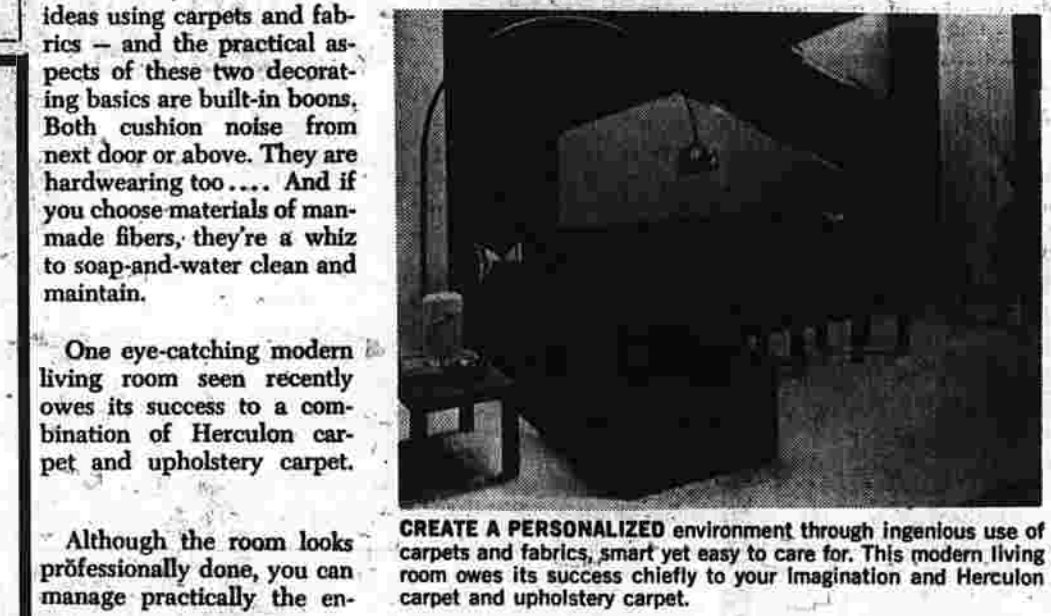 ideas using carpets and fab-
rics — and the practical as-
pects of these two decorat-
ing basics are built-in boons.
Both cushion noise from
next door or above. They are
hardwearing too .... And if
you choose materials of man-
made fibers, they're a whiz
to soap-and-water clean and
maintain.
One eye-catching modern
living room seen recently
owes its success to a com-
bination of Herculon car-
pet and upholstery carpet.
Although the room looks
professionally done, you can
manage practically the en-
CREATE A PERSONALIZED environment through ingenious use of
carpets and fabrics, smart yet easy to care for. This modern living
room owes its success chiefly to your imagination and Herculon
carpet and upholstery carpet.